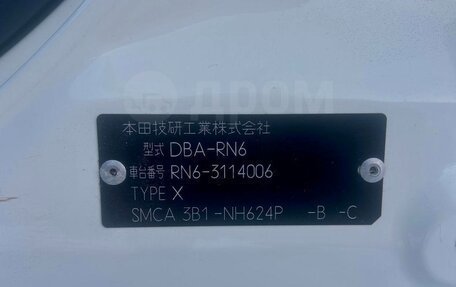 ДРОМ
本田技研工業株式会社
型式 DBA-RN6
車台番号 RN6-3114006
TYPE X
SMCA 3B1 -NH624P -B -C